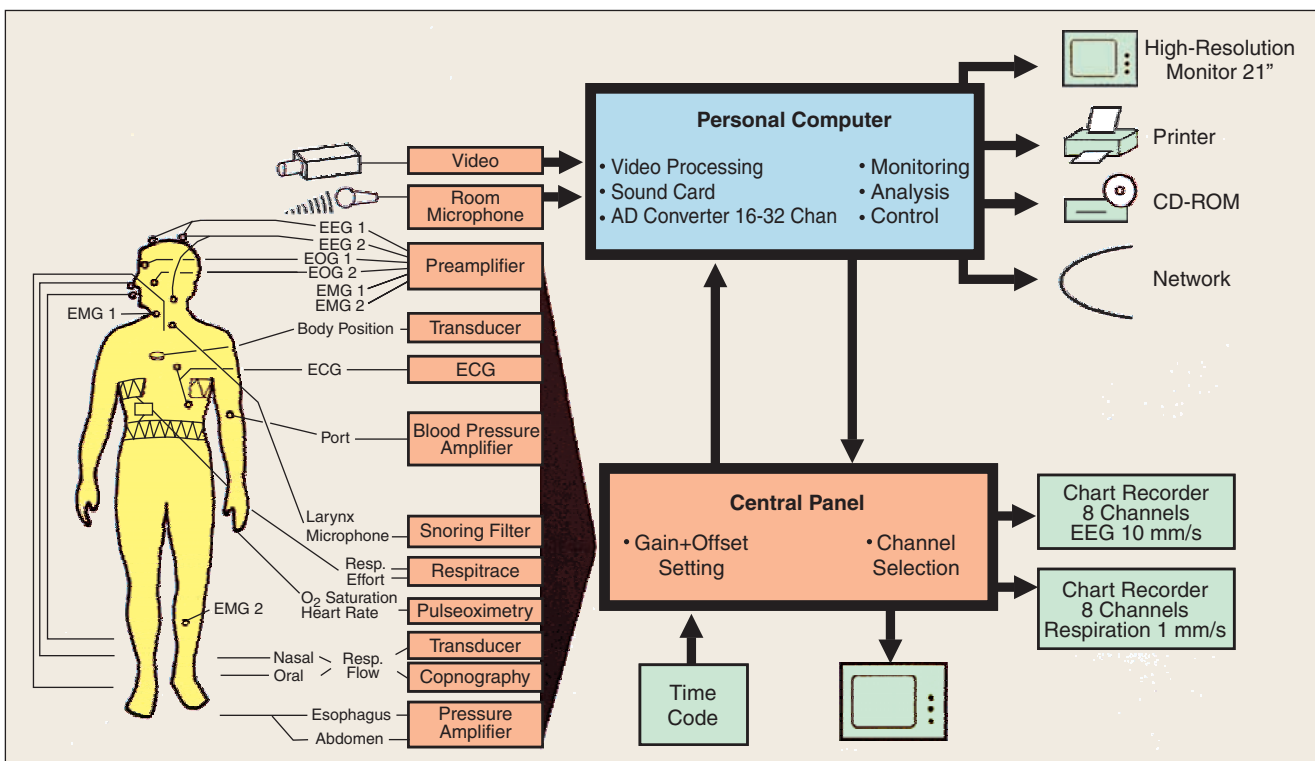 High-Resolution
Monitor 21”
Printer
CD-ROM
Network
Personal Computer
• Video Processing
• Sound Card
• AD Converter 16-32 Chan
• Monitoring
• Analysis
• Control
Video
Room
Microphone
EEG 1
EEG 2
EOG 1
EOG 2
EMG 1
EMG 2
Preamplifier
EMG 1
Body Position
Transducer
ECG
ECG
Port
Blood Pressure
Amplifier
Larynx
Microphone
Snoring Filter
Resp.
Effort
Respitrace
O2 Saturation
Heart Rate
Pulseoximetry
EMG 2
Nasal
Oral
Resp.
Flow
Transducer
Copnography
Esophagus
Abdomen
Pressure
Amplifier
Central Panel
• Gain+Offset
Setting
• Channel
Selection
Chart Recorder
8 Channels
EEG 10 mm/s
Chart Recorder
8 Channels
Respiration 1 mm/s
Time
Code